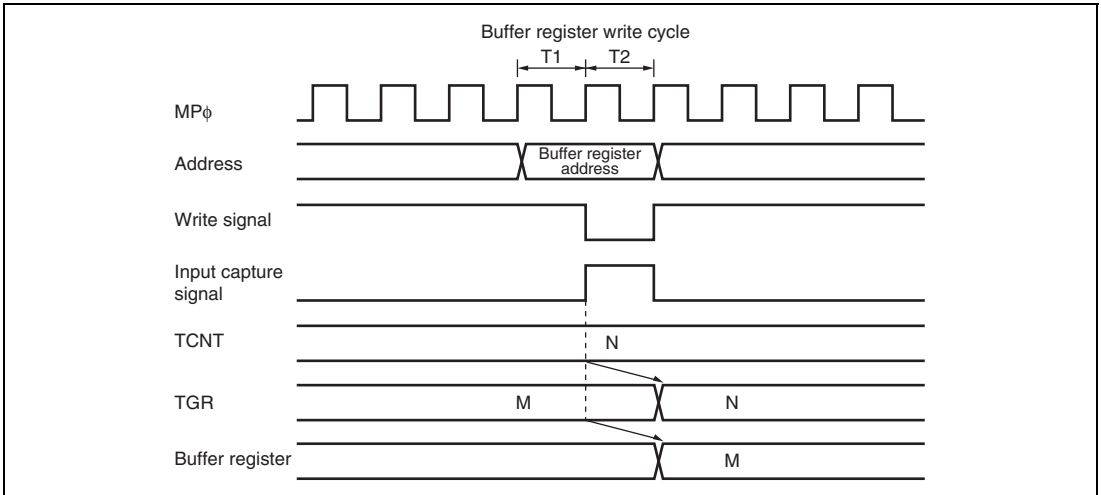 Buffer register write cycle
T1 T2
MPϕ
Address
Buffer register
address
Write signal
Input capture
signal
TCNT
N
TGR
M
N
Buffer register
M